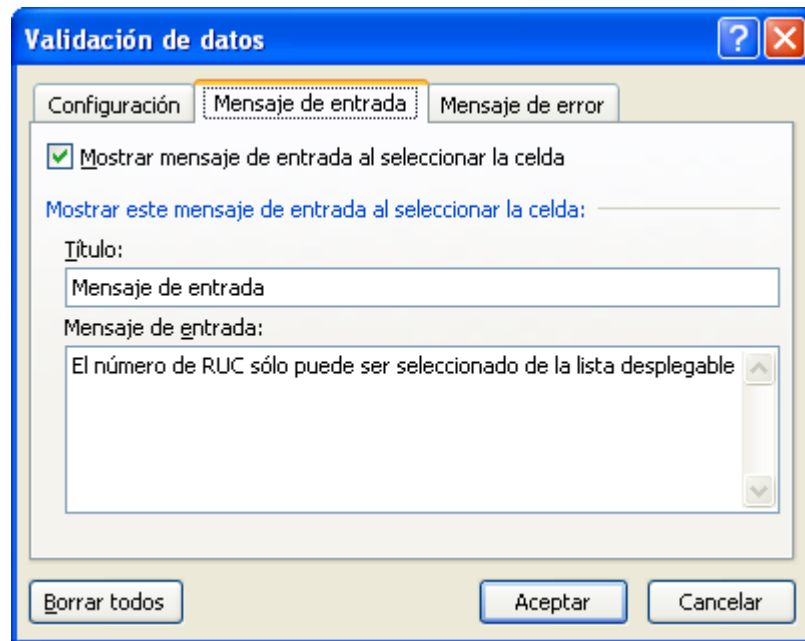 Validación de datos
Configuración Mensaje de entrada Mensaje de error
Mostrar mensaje de entrada al seleccionar la celda
Mostrar este mensaje de entrada al seleccionar la celda:
Título:
Mensaje de entrada
Mensaje de entrada:
El número de RUC sólo puede ser seleccionado de la lista desplegable
Borrar todos Aceptar Cancelar